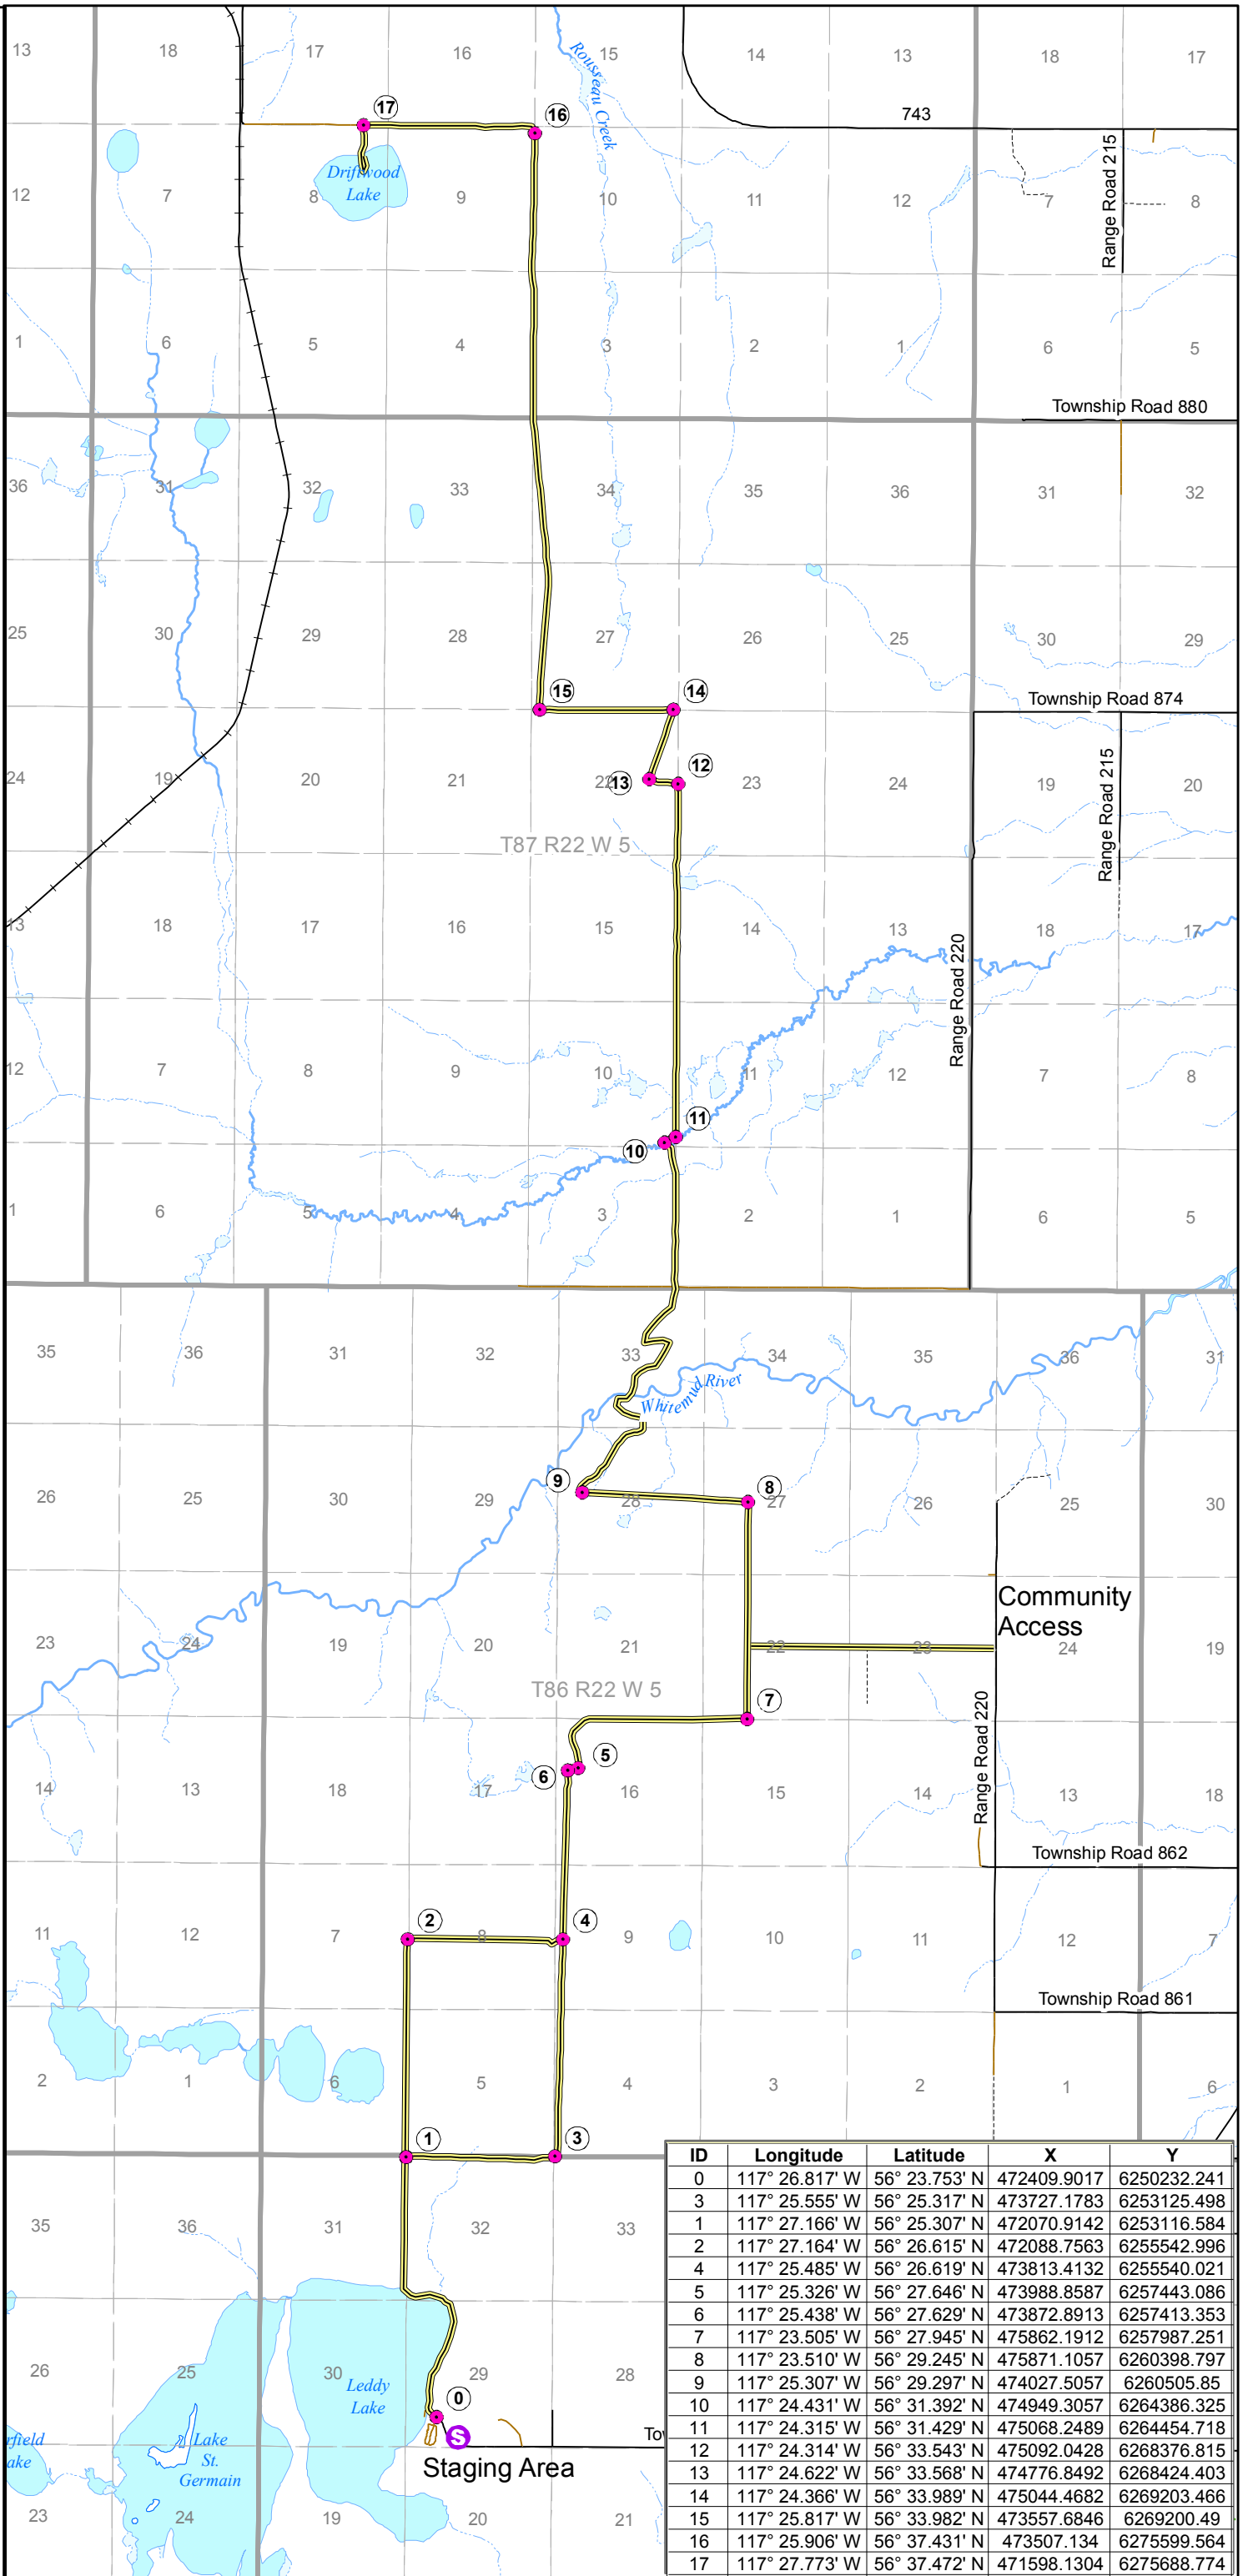 13 18 17 16 15 14 13 18 17
Rousseau Creek
17
16
743
Range Road 215
Driftwood
Lake
12 7 8 9 10 11 12 7 8
1 6 5 4 3 2 1 6 5
Township Road 880
36 31 32 33 34 35 36 31 32
25 30 29 28 27 26 25 30 29
15
14
Township Road 874
12
13
24 19 20 21 22 23 24 19 20
Range Road 215
T87 R22 W 5
13 18 17 16 15 14 13 18 17
Range Road 220
12 7 8 9 10 11 12 7 8
11
10
1 6 5 4 3 2 1 6 5
35 36 31 32 33 34 35 36 31
Whitemud River
9
8
26 25 30 29 28 27 26 25 30
Community
Access
23 24 19 20 21 22 23 24 19
T86 R22 W 5
7
Range Road 220
5
6
14 13 18 17 16 15 14 13 18
Township Road 862
2
4
11 12 7 8 9 10 11 12 7
Township Road 861
2 1 6 5 4 3 2 1 6
1
3
35 36 31 32 33
26 25 30 29 28
Leddy
Lake
0
S
Staging Area
Lake
St.
Germain
rfield
ake
Tow
23 24 19 20 21
ID Longitude Latitude X Y
0 117° 26.817' W 56° 23.753' N 472409.9017 6250232.241
3 117° 25.555' W 56° 25.317' N 473727.1783 6253125.498
1 117° 27.166' W 56° 25.307' N 472070.9142 6253116.584
2 117° 27.164' W 56° 26.615' N 472088.7563 6255542.996
4 117° 25.485' W 56° 26.619' N 473813.4132 6255540.021
5 117° 25.326' W 56° 27.646' N 473988.8587 6257443.086
6 117° 25.438' W 56° 27.629' N 473872.8913 6257413.353
7 117° 23.505' W 56° 27.945' N 475862.1912 6257987.251
8 117° 23.510' W 56° 29.245' N 475871.1057 6260398.797
9 117° 25.307' W 56° 29.297' N 474027.5057 6260505.85
10 117° 24.431' W 56° 31.392' N 474949.3057 6264386.325
11 117° 24.315' W 56° 31.429' N 475068.2489 6264454.718
12 117° 24.314' W 56° 33.543' N 475092.0428 6268376.815
13 117° 24.622' W 56° 33.568' N 474776.8492 6268424.403
14 117° 24.366' W 56° 33.989' N 475044.4682 6269203.466
15 117° 25.817' W 56° 33.982' N 473557.6846 6269200.49
16 117° 25.906' W 56° 37.431' N 473507.134 6275599.564
17 117° 27.773' W 56° 37.472' N 471598.1304 6275688.774